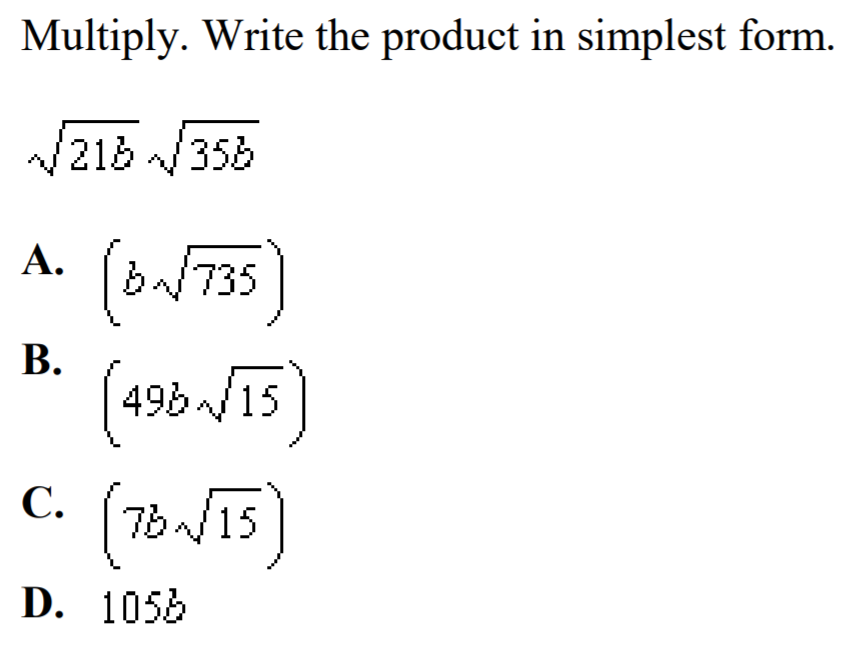 Multiply. Write the product in simplest form.
√21b √35b
A. (b√735)
B. (49b√15)
C. (7b√15)
D. 105b